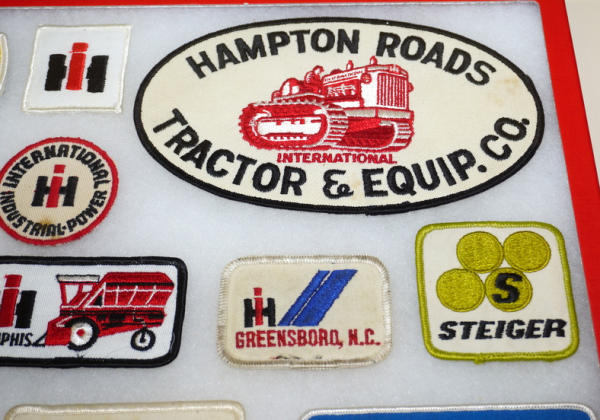 IH
HAMPTON ROADS
INTERNATIONAL
TRACTOR & EQUIP. CO.
INTERNATIONAL
IH
INDUSTRIAL-POWER
IH
PHIS
IH
GREENSBORO, N.C.
S
STEIGER